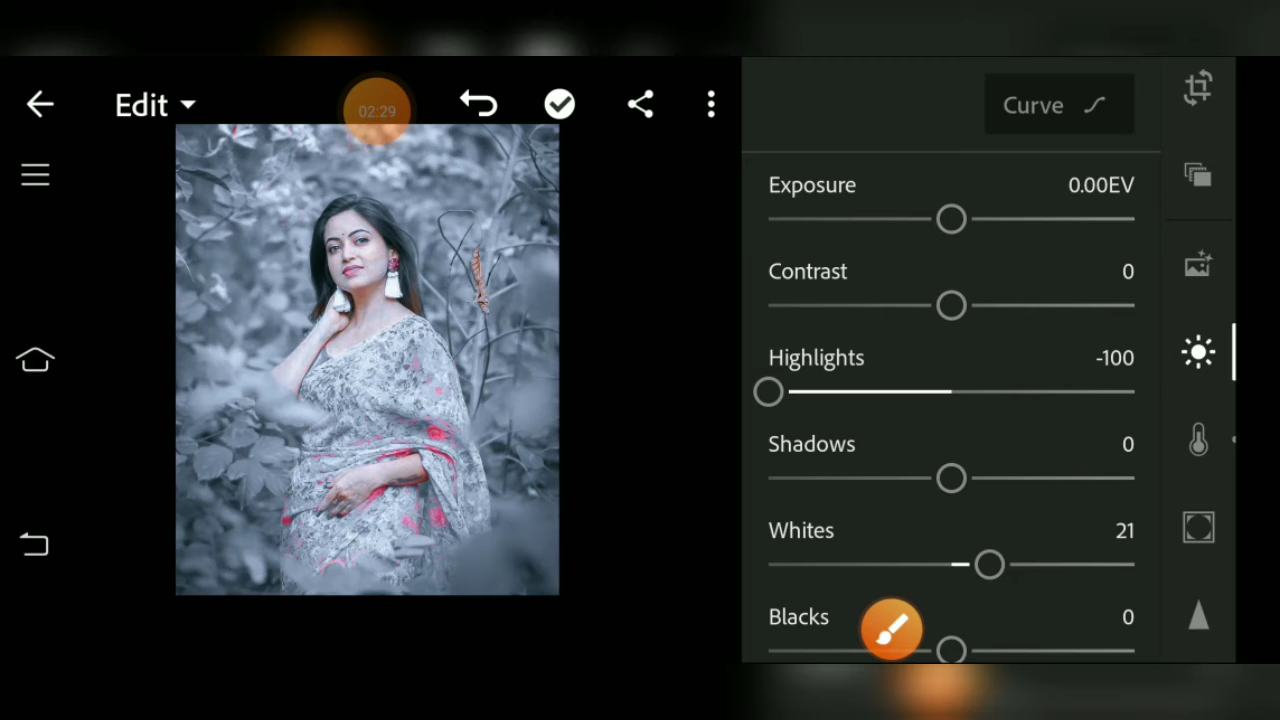 Edit
02:29
Curve
Exposure 0.00EV
Contrast 0
Highlights -100
Shadows 0
Whites 21
Blacks 0